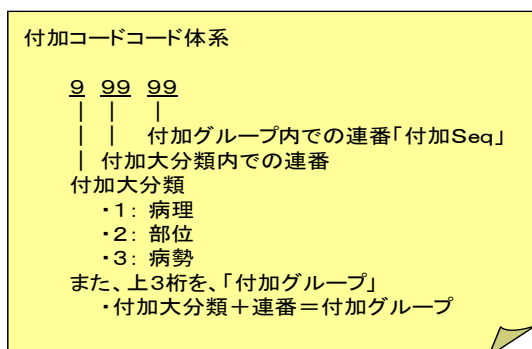 付加コードコード体系
９ ９９ ９９
｜ ｜ ｜
｜ ｜ 付加グループ内での連番「付加Ｓｅｑ」
｜ 付加大分類内での連番
付加大分類
・１： 病理
・２： 部位
・３： 病勢
また、上３桁を、「付加グループ」
・付加大分類＋連番＝付加グループ